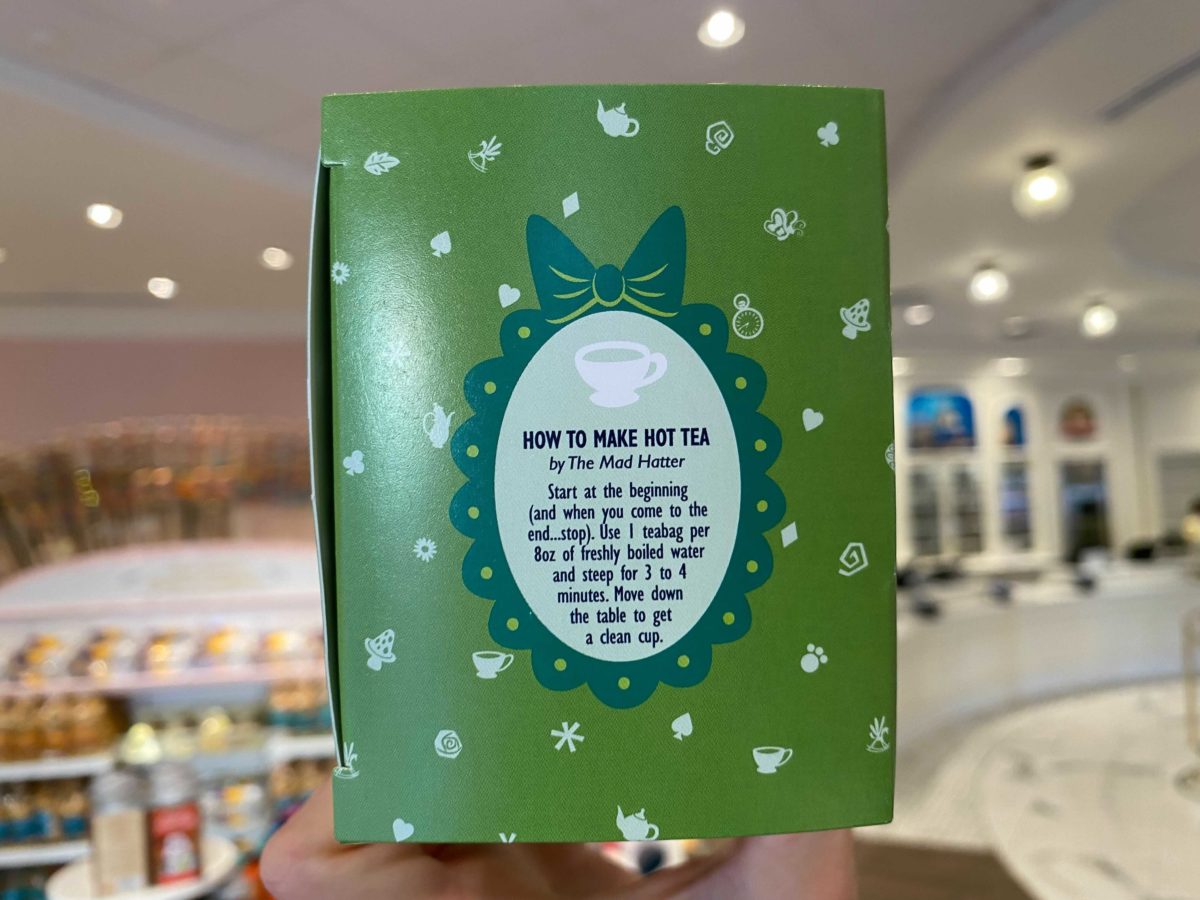 HOW TO MAKE HOT TEA
by The Mad Hatter
Start at the beginning
(and when you come to the
end...stop). Use 1 teabag per
8oz of freshly boiled water
and steep for 3 to 4
minutes. Move down
the table to get
a clean cup.